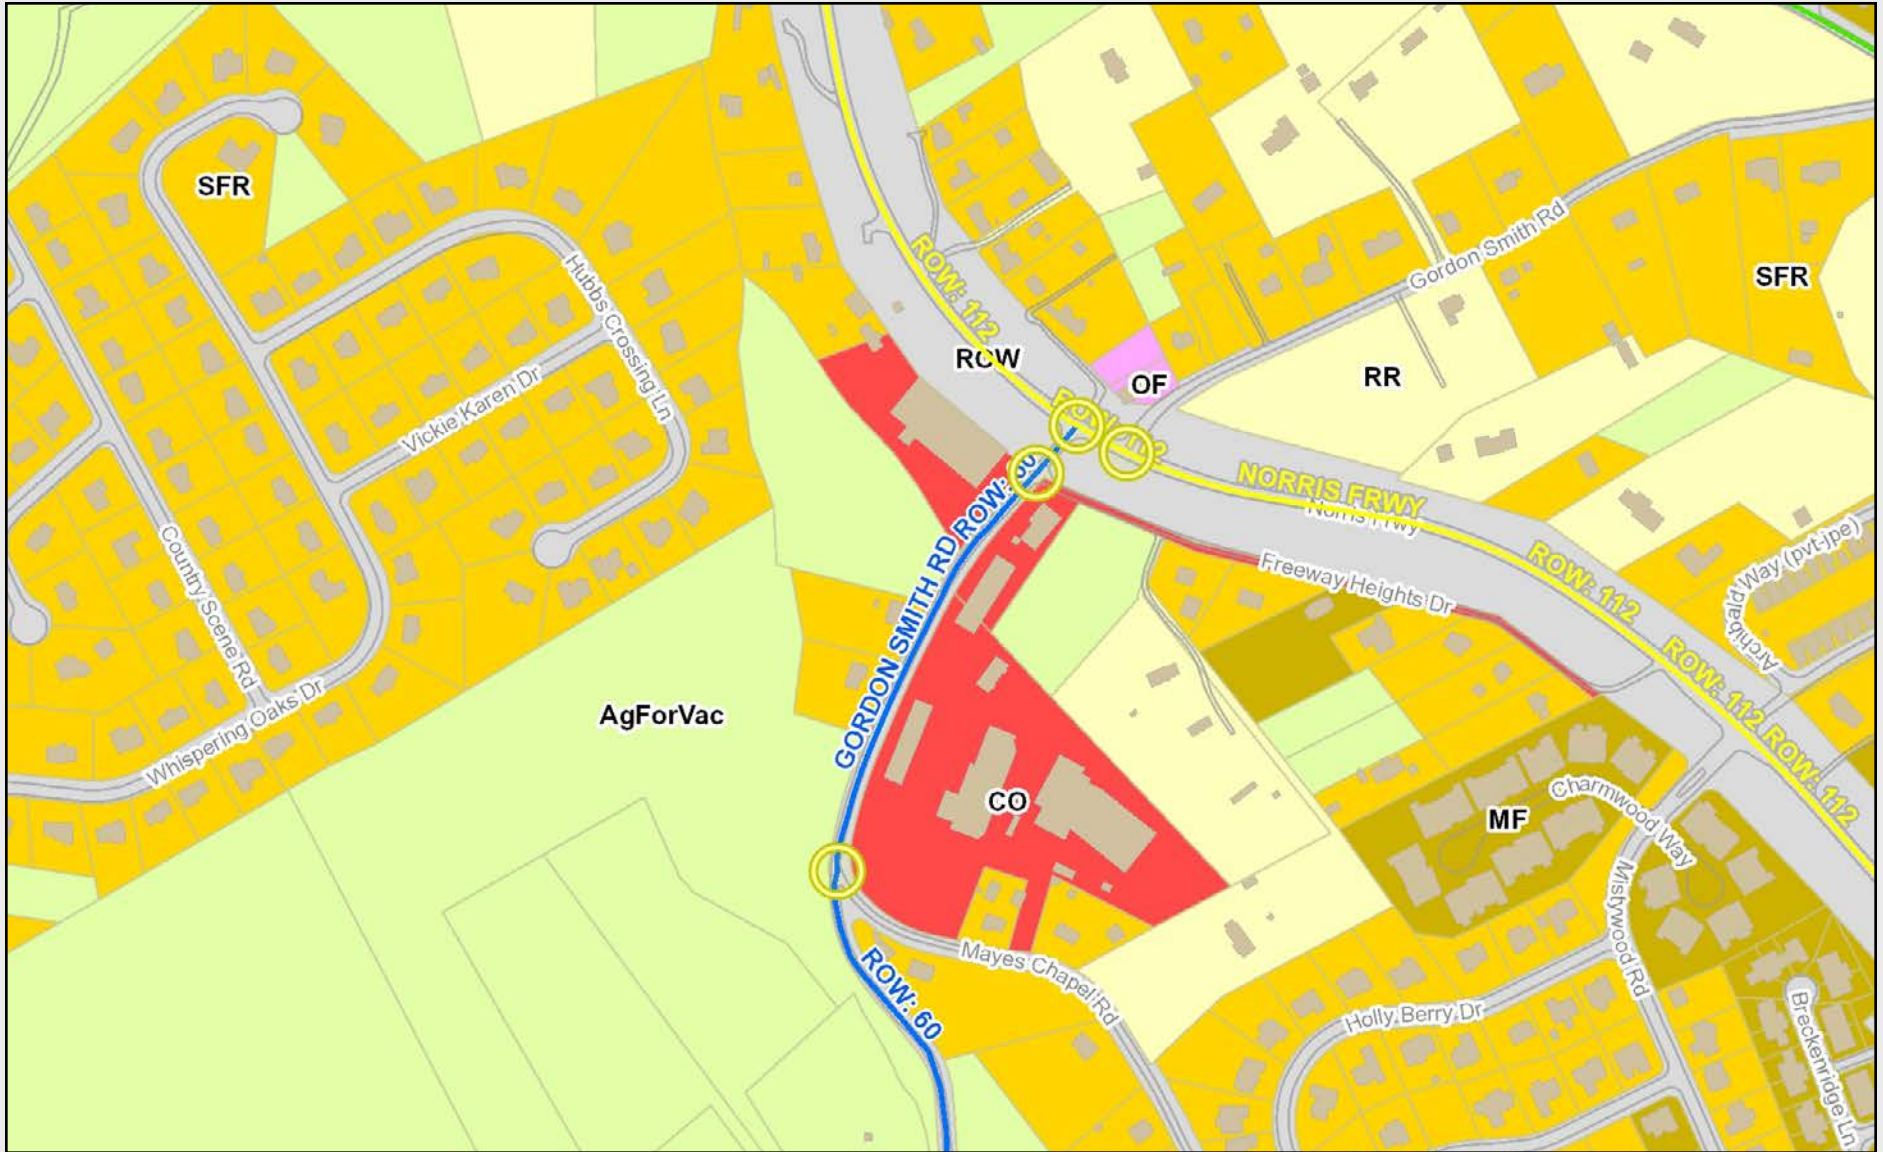 SFR
Hubbs Crossing Ln
Vickie Karen Dr
Country Scene Rd
Whispering Oaks Dr
AgForVac
ROW: 112
ROW
OF
RR
Gordon Smith Rd
SFR
NORRIS FRWY
Norris Frwy
ROW: 112
ROW: 112
ROW: 112
Archibald Way (pvt-jpe)
Freeway Heights Dr
GORDON SMITH RD
ROW: 60
CO
MF
Charmwood Way
Mistywood Rd
Mayes Chapel Rd
ROW: 60
Holly Berry Dr
Breckenridge Ln